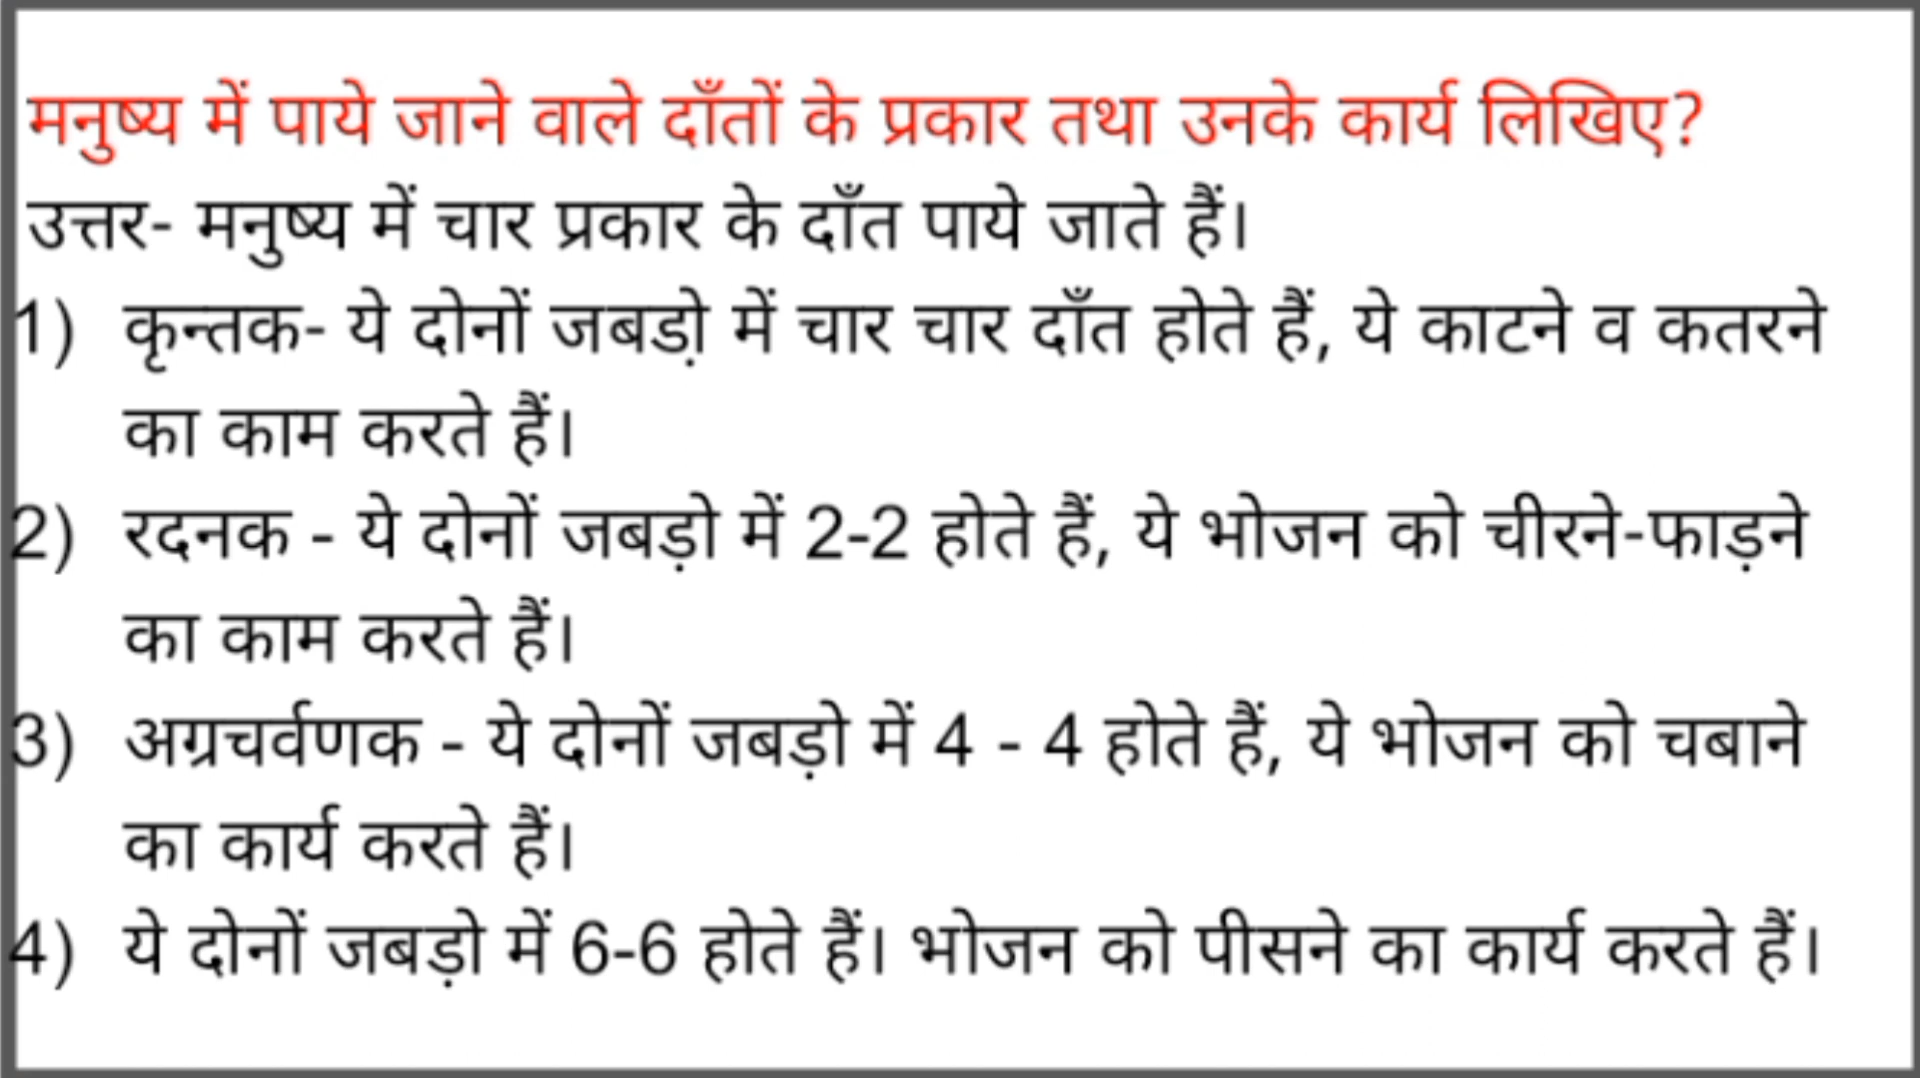 मनुष्य में पाये जाने वाले दाँतों के प्रकार तथा उनके कार्य लिखिए?
उत्तर- मनुष्य में चार प्रकार के दाँत पाये जाते हैं।
1) कृन्तक- ये दोनों जबड़ो में चार चार दाँत होते हैं, ये काटने व कतरने
का काम करते हैं।
2) रदनक - ये दोनों जबड़ो में 2-2 होते हैं, ये भोजन को चीरने-फाड़ने
का काम करते हैं।
3) अग्रचर्वणक - ये दोनों जबड़ो में 4 - 4 होते हैं, ये भोजन को चबाने
का कार्य करते हैं।
4) ये दोनों जबड़ो में 6-6 होते हैं। भोजन को पीसने का कार्य करते हैं।